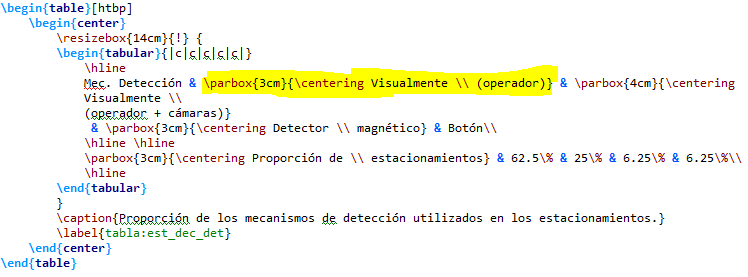 \begin{table}[htbp]
\begin{center}
\resizebox{14cm}{!} {
\begin{tabular}{|c|c|c|c|c|}
\hline
Mec. Detección & \parbox{3cm}{\centering Visualmente \\ (operador)} & \parbox{4cm}{\centering
Visualmente \\
(operador + cámaras)}
& \parbox{3cm}{\centering Detector \\ magnético} & Botón\\
\hline \hline
\parbox{3cm}{\centering Proporción de \\ estacionamientos} & 62.5\% & 25\% & 6.25\% & 6.25\%\\
\hline
\end{tabular}
}
\caption{Proporción de los mecanismos de detección utilizados en los estacionamientos.}
\label{tabla:est_dec_det}
\end{center}
\end{table}